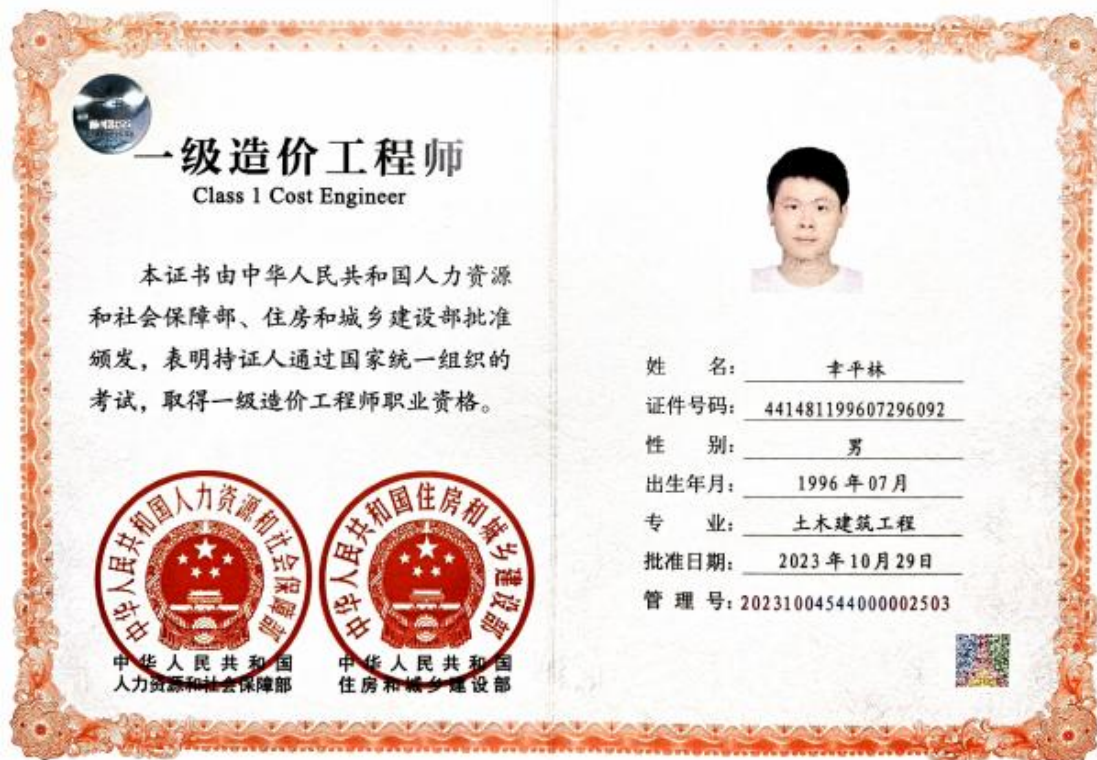 一级造价工程师
Class 1 Cost Engineer
本证书由中华人民共和国人力资源
和社会保障部、住房和城乡建设部批准
颁发，表明持证人通过国家统一组织的
考试，取得一级造价工程师职业资格。
中华人民共和国人力资源和社会保障部
中华人民共和国住房和城乡建设部
中华人民共和国
人力资源和社会保障部
中华人民共和国
住房和城乡建设部
姓 名： 幸平林
证件号码： 441481199607296092
性 别： 男
出生年月： 1996年07月
专 业： 土木建筑工程
批准日期： 2023年10月29日
管 理 号：20231004544000002503